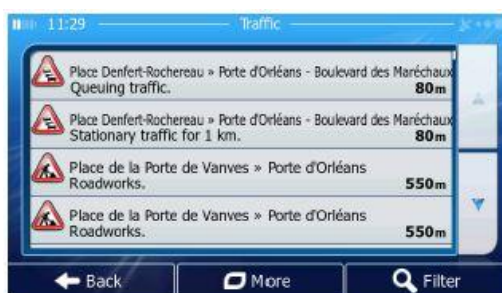 11:29
Traffic
Place Denfert-Rochereau » Porte d'Orléans - Boulevard des Maréchaux
Queuing traffic.
80m
Place Denfert-Rochereau » Porte d'Orléans - Boulevard des Maréchaux
Stationary traffic for 1 km.
80m
Place de la Porte de Vanves » Porte d'Orléans
Roadworks.
550m
Place de la Porte de Vanves » Porte d'Orléans
Roadworks.
550m
Back
More
Filter